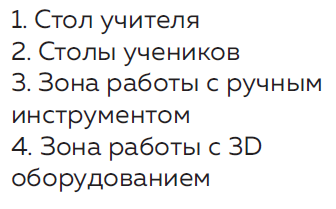 1. Стол учителя
2. Столы учеников
3. Зона работы с ручным
инструментом
4. Зона работы с 3D
оборудованием